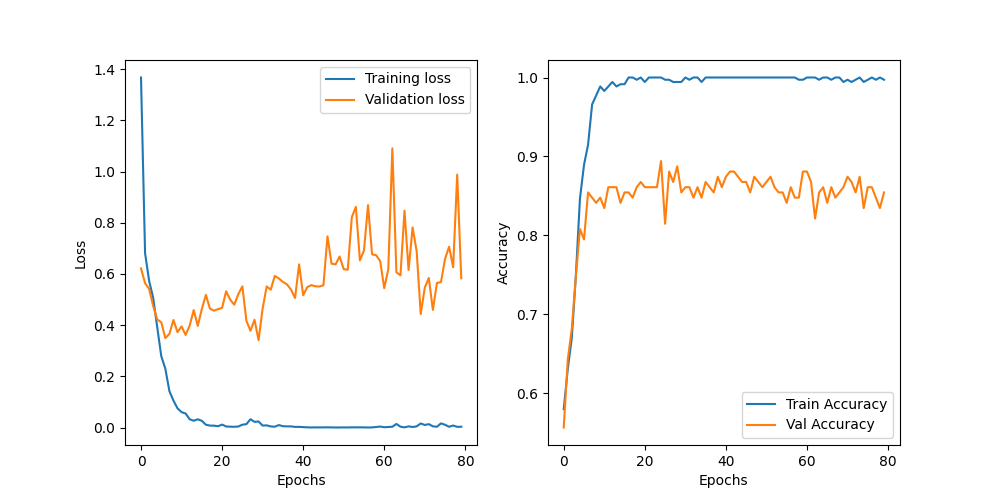 1.4
1.2
1.0
0.8
0.6
0.4
0.2
0.0
Loss
0 20 40 60 80
Epochs
Training loss
Validation loss
1.0
0.9
0.8
0.7
0.6
Accuracy
0 20 40 60 80
Epochs
Train Accuracy
Val Accuracy